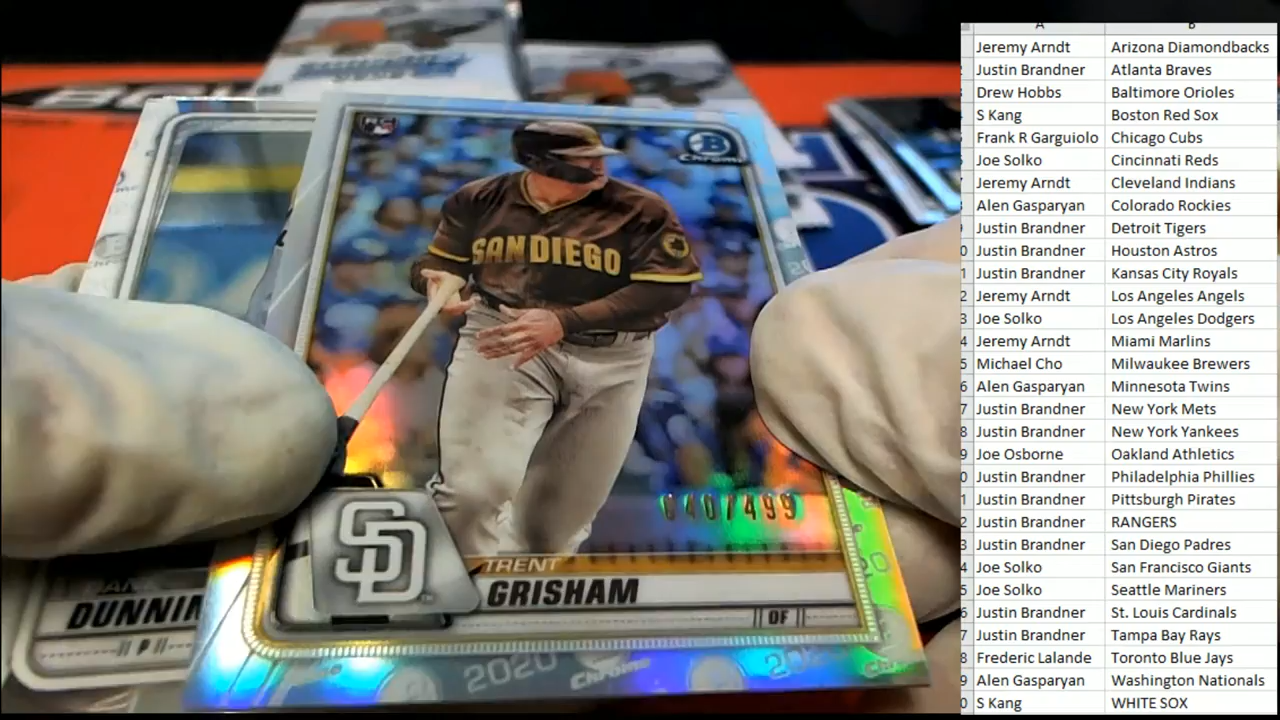 RC
B
CHROME
SAN DIEGO
040/499
SD
TRENT
GRISHAM
OF
2020
Chrome
DUNNIN
P
A B
Jeremy Arndt Arizona Diamondbacks
Justin Brandner Atlanta Braves
Drew Hobbs Baltimore Orioles
S Kang Boston Red Sox
Frank R Garguiolo Chicago Cubs
Joe Solko Cincinnati Reds
Jeremy Arndt Cleveland Indians
Alen Gasparyan Colorado Rockies
Justin Brandner Detroit Tigers
Justin Brandner Houston Astros
Justin Brandner Kansas City Royals
Jeremy Arndt Los Angeles Angels
Joe Solko Los Angeles Dodgers
Jeremy Arndt Miami Marlins
Michael Cho Milwaukee Brewers
Alen Gasparyan Minnesota Twins
Justin Brandner New York Mets
Justin Brandner New York Yankees
Joe Osborne Oakland Athletics
Justin Brandner Philadelphia Phillies
Justin Brandner Pittsburgh Pirates
Justin Brandner RANGERS
Justin Brandner San Diego Padres
Joe Solko San Francisco Giants
Joe Solko Seattle Mariners
Justin Brandner St. Louis Cardinals
Justin Brandner Tampa Bay Rays
Frederic Lalande Toronto Blue Jays
Alen Gasparyan Washington Nationals
S Kang WHITE SOX